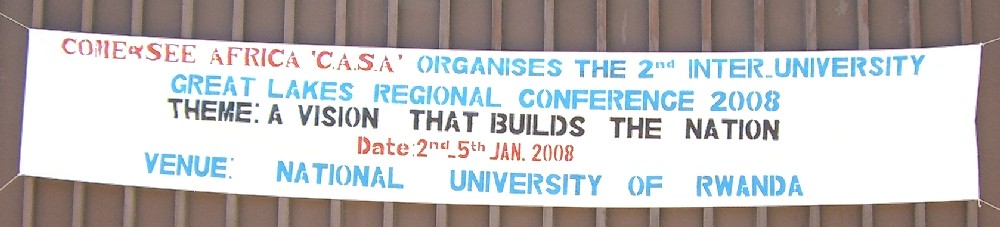 COME&SEE AFRICA 'C.A.S.A' ORGANISES THE 2nd INTER-UNIVERSITY
GREAT LAKES REGIONAL CONFERENCE 2008
THEME: A VISION THAT BUILDS THE NATION
Date:2nd-5th JAN. 2008
VENUE: NATIONAL UNIVERSITY OF RWANDA